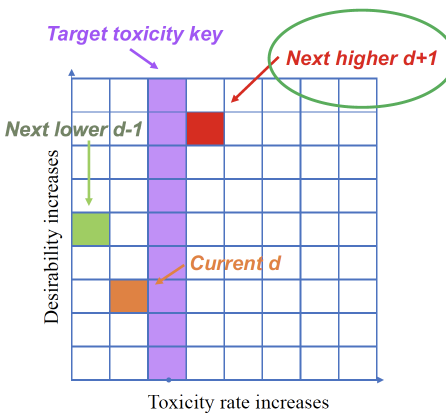 Target toxicity key
Next higher d+1
Next lower d-1
Current d
Desirability increases
Toxicity rate increases